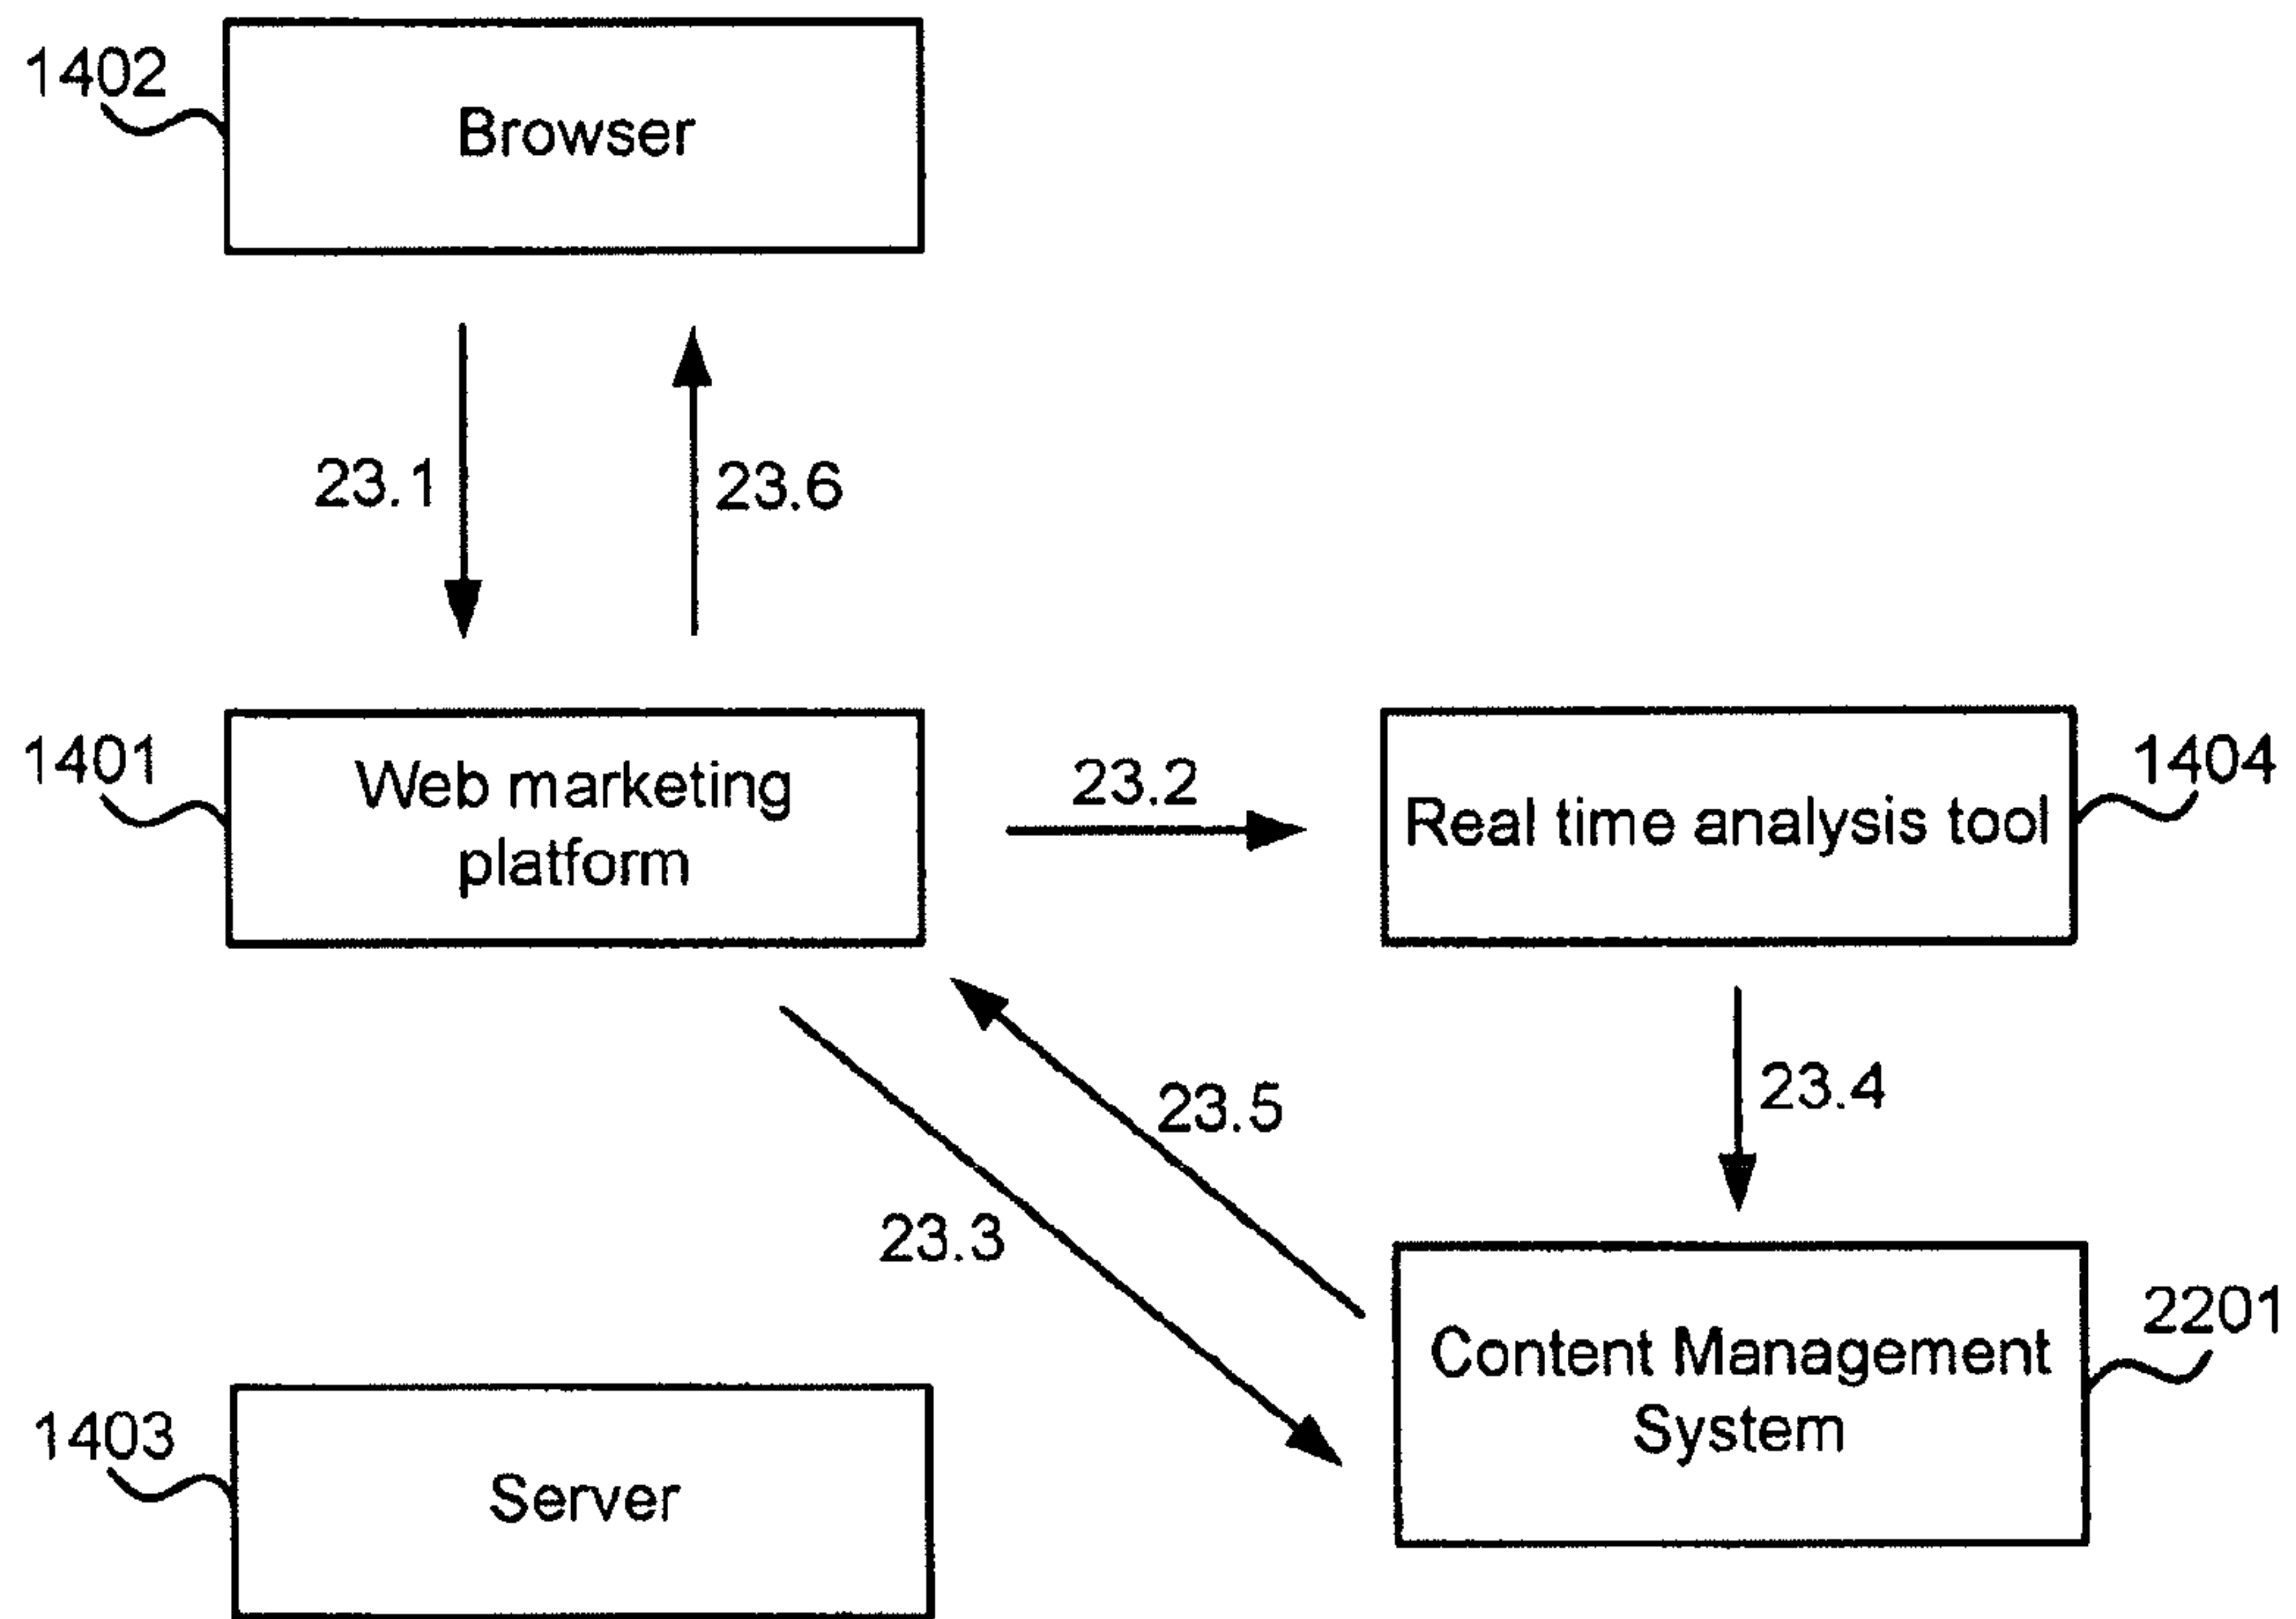 1402
Browser
23.1
23.6
1401
Web marketing
platform
23.2
Real time analysis tool
1404
23.4
23.5
23.3
2201
Content Management
System
1403
Server